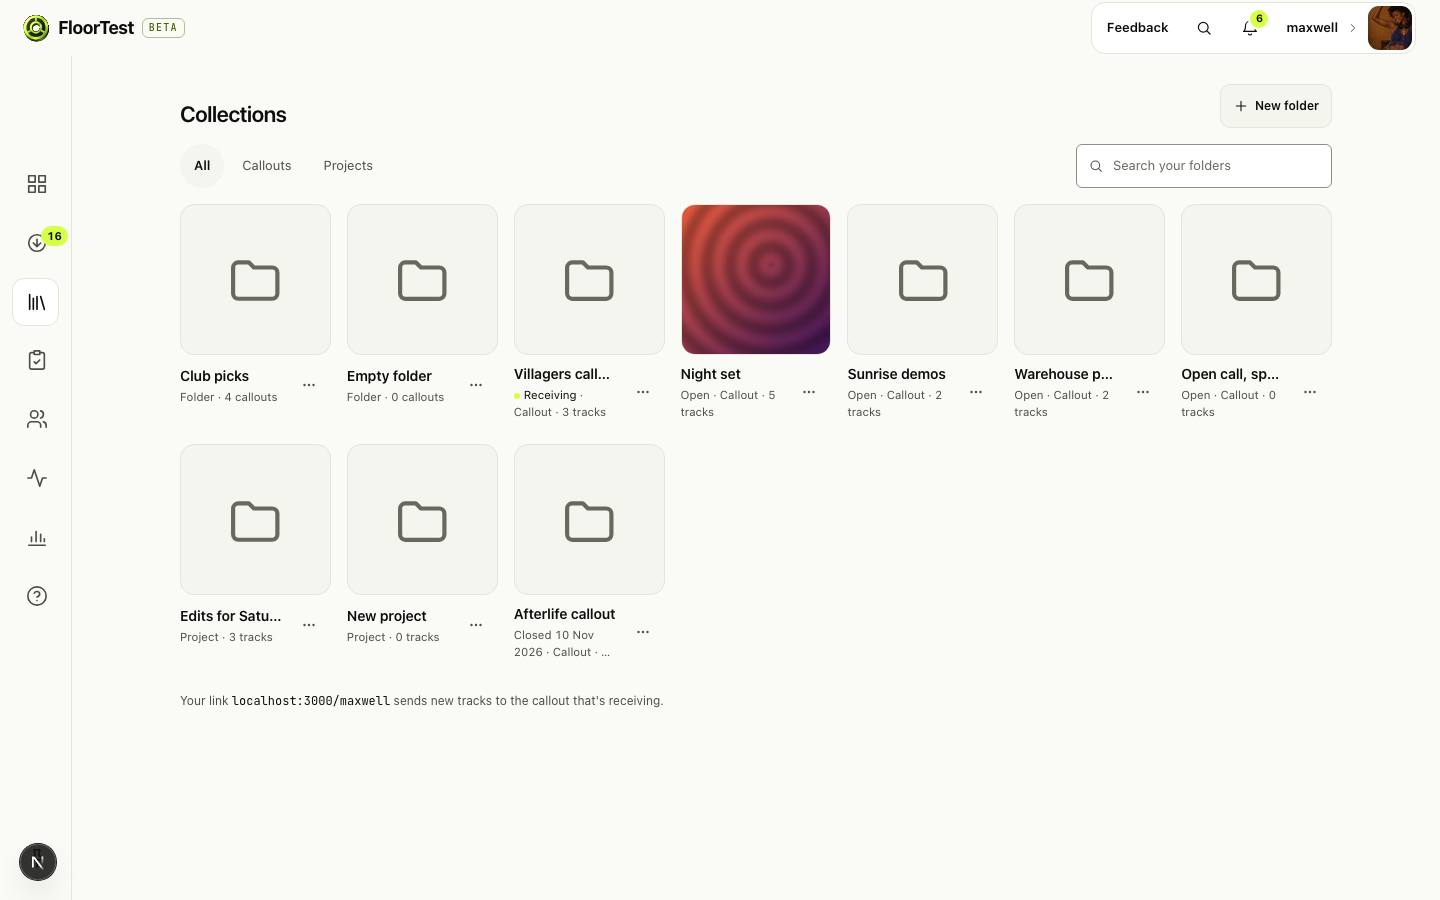 FloorTest BETA
Feedback 6 maxwell
Collections
New folder
All Callouts Projects
Search your folders
16
Club picks
Folder · 4 callouts
Empty folder
Folder · 0 callouts
Villagers call...
Receiving ·
Callout · 3 tracks
Night set
Open · Callout · 5
tracks
Sunrise demos
Open · Callout · 2
tracks
Warehouse p...
Open · Callout · 2
tracks
Open call, sp...
Open · Callout · 0
tracks
Edits for Satu...
Project · 3 tracks
New project
Project · 0 tracks
Afterlife callout
Closed 10 Nov
2026 · Callout · ...
Your link localhost:3000/maxwell sends new tracks to the callout that's receiving.
N